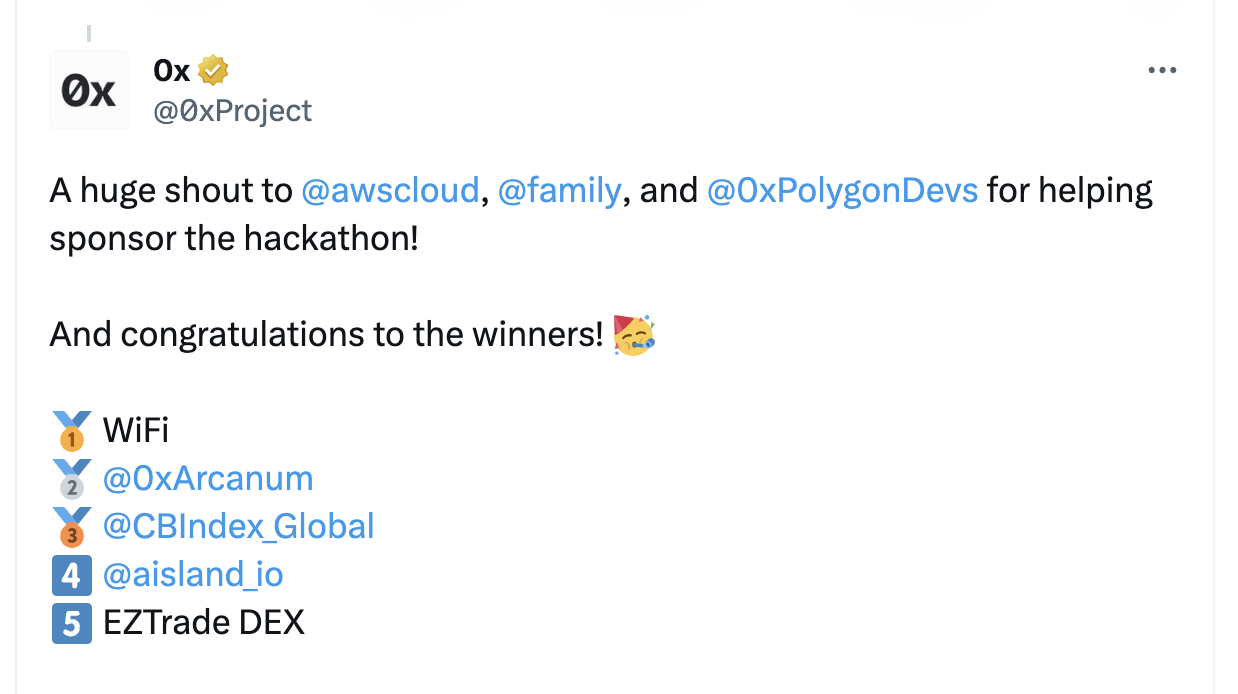 0x
0x
@0xProject
A huge shout to @awscloud, @family, and @0xPolygonDevs for helping
sponsor the hackathon!
And congratulations to the winners! 🥳
🥇 WiFi
🥈 @0xArcanum
🥉 @CBIndex_Global
4️⃣ @aisland_io
5️⃣ EZTrade DEX